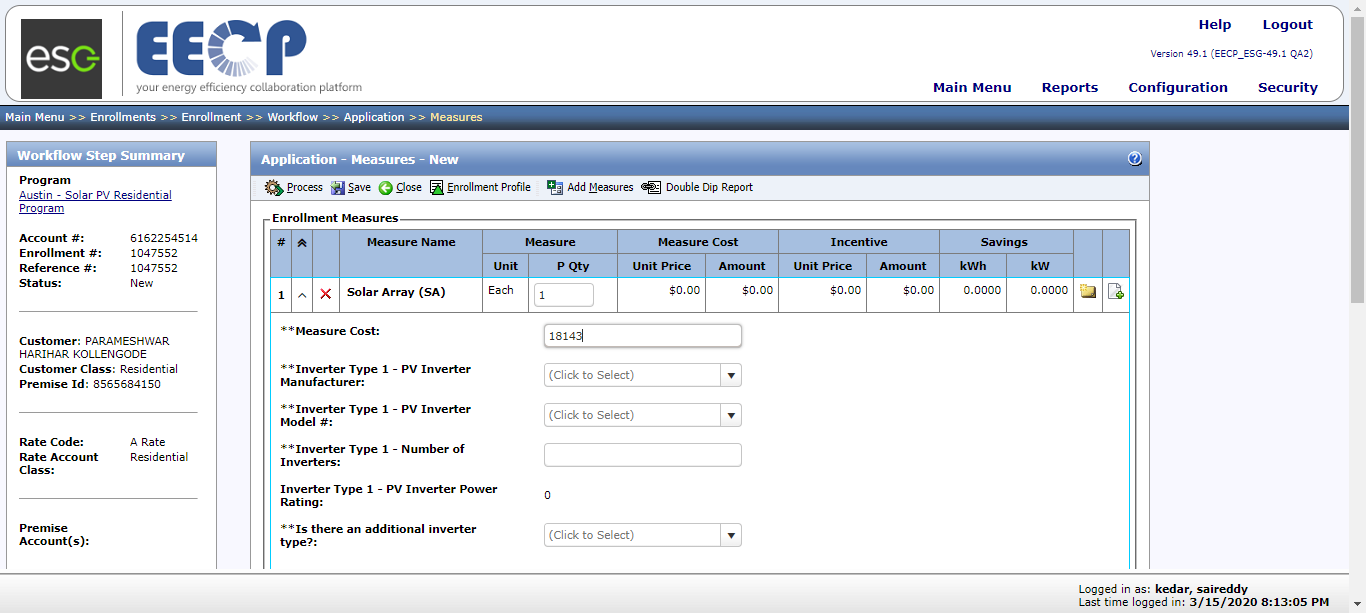 esg
EECP
your energy efficiency collaboration platform
Help Logout
Version 49.1 (EECP_ESG-49.1 QA2)
Main Menu Reports Configuration Security
Main Menu >> Enrollments >> Enrollment >> Workflow >> Application >> Measures
Workflow Step Summary
Program
Austin - Solar PV Residential
Program
Account #: 6162254514
Enrollment #: 1047552
Reference #: 1047552
Status: New
Customer: PARAMESHWAR
HARIHAR KOLLENGODE
Customer Class: Residential
Premise Id: 8565684150
Rate Code: A Rate
Rate Account Residential
Class:
Premise
Account(s):
Application - Measures - New
?
Process Save Close Enrollment Profile Add Measures Double Dip Report
Enrollment Measures
# Measure Name Measure Measure Cost Incentive Savings
Unit P Qty Unit Price Amount Unit Price Amount kWh kW
1 Solar Array (SA) Each 1 $0.00 $0.00 $0.00 $0.00 0.0000 0.0000
**Measure Cost: 18143
**Inverter Type 1 - PV Inverter
Manufacturer: (Click to Select)
**Inverter Type 1 - PV Inverter
Model #: (Click to Select)
**Inverter Type 1 - Number of
Inverters:
Inverter Type 1 - PV Inverter Power
Rating: 0
**Is there an additional inverter
type?: (Click to Select)
Logged in as: kedar, saireddy
Last time logged in: 3/15/2020 8:13:05 PM